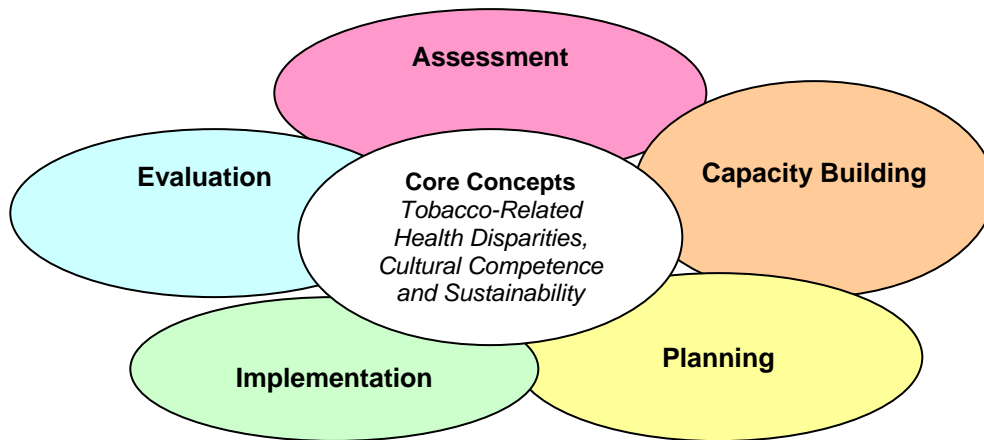 Assessment
Capacity Building
Evaluation
Core Concepts
Tobacco-Related
Health Disparities,
Cultural Competence
and Sustainability
Planning
Implementation